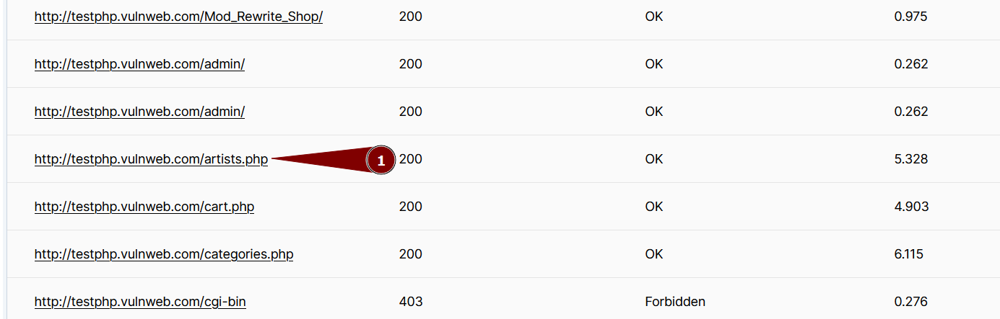 http://testphp.vulnweb.com/Mod_Rewrite_Shop/ 200 OK 0.975
http://testphp.vulnweb.com/admin/ 200 OK 0.262
http://testphp.vulnweb.com/admin/ 200 OK 0.262
http://testphp.vulnweb.com/artists.php 1 200 OK 5.328
http://testphp.vulnweb.com/cart.php 200 OK 4.903
http://testphp.vulnweb.com/categories.php 200 OK 6.115
http://testphp.vulnweb.com/cgi-bin 403 Forbidden 0.276